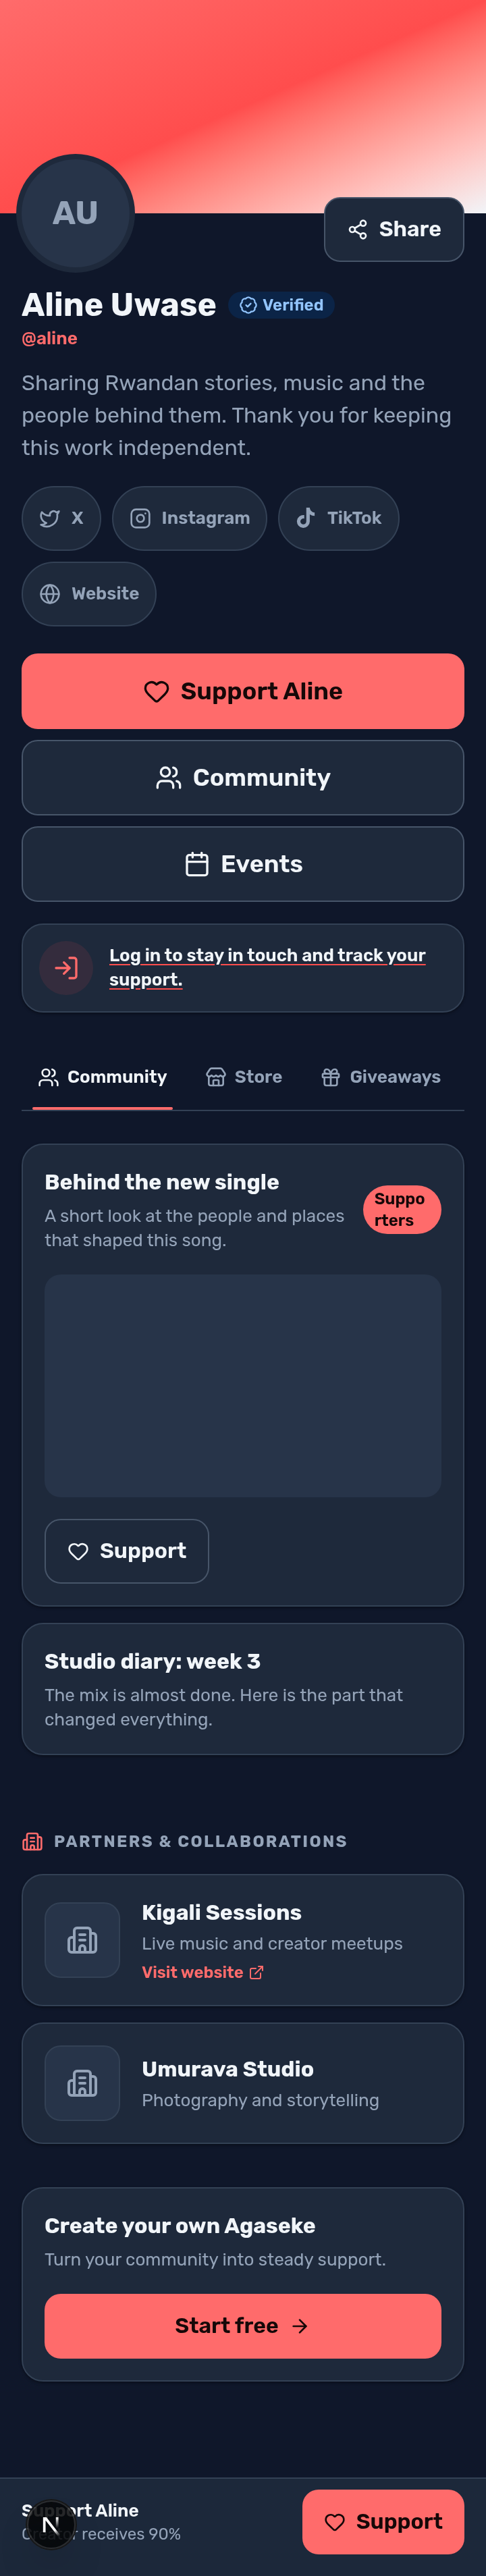 AU
Share
Aline Uwase
Verified
@aline
Sharing Rwandan stories, music and the
people behind them. Thank you for keeping
this work independent.
X
Instagram
TikTok
Website
Support Aline
Community
Events
Log in to stay in touch and track your
support.
Community
Store
Giveaways
Behind the new single
A short look at the people and places
that shaped this song.
Suppo
rters
Support
Studio diary: week 3
The mix is almost done. Here is the part that
changed everything.
PARTNERS & COLLABORATIONS
Kigali Sessions
Live music and creator meetups
Visit website
Umurava Studio
Photography and storytelling
Create your own Agaseke
Turn your community into steady support.
Start free
Support Aline
Creator receives 90%
N
Support